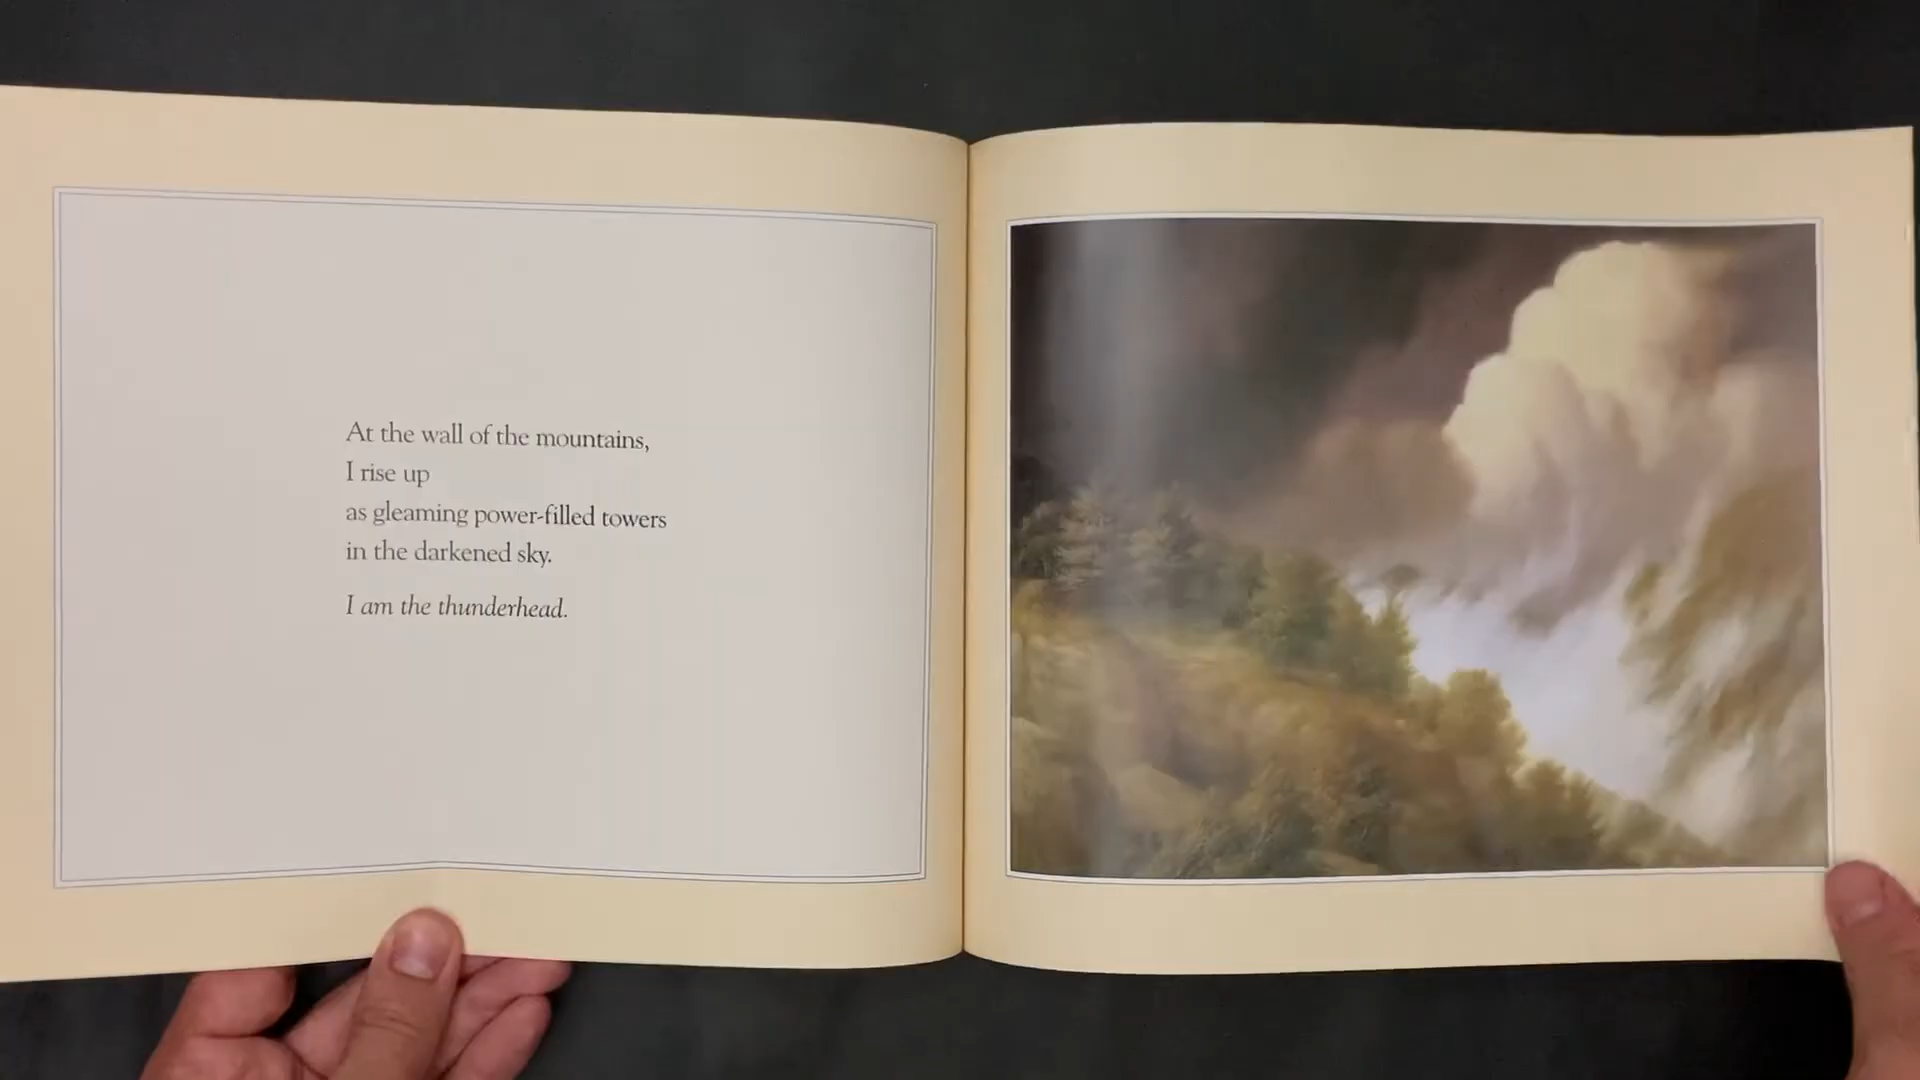 At the wall of the mountains,
I rise up
as gleaming power-filled towers
in the darkened sky.
I am the thunderhead.